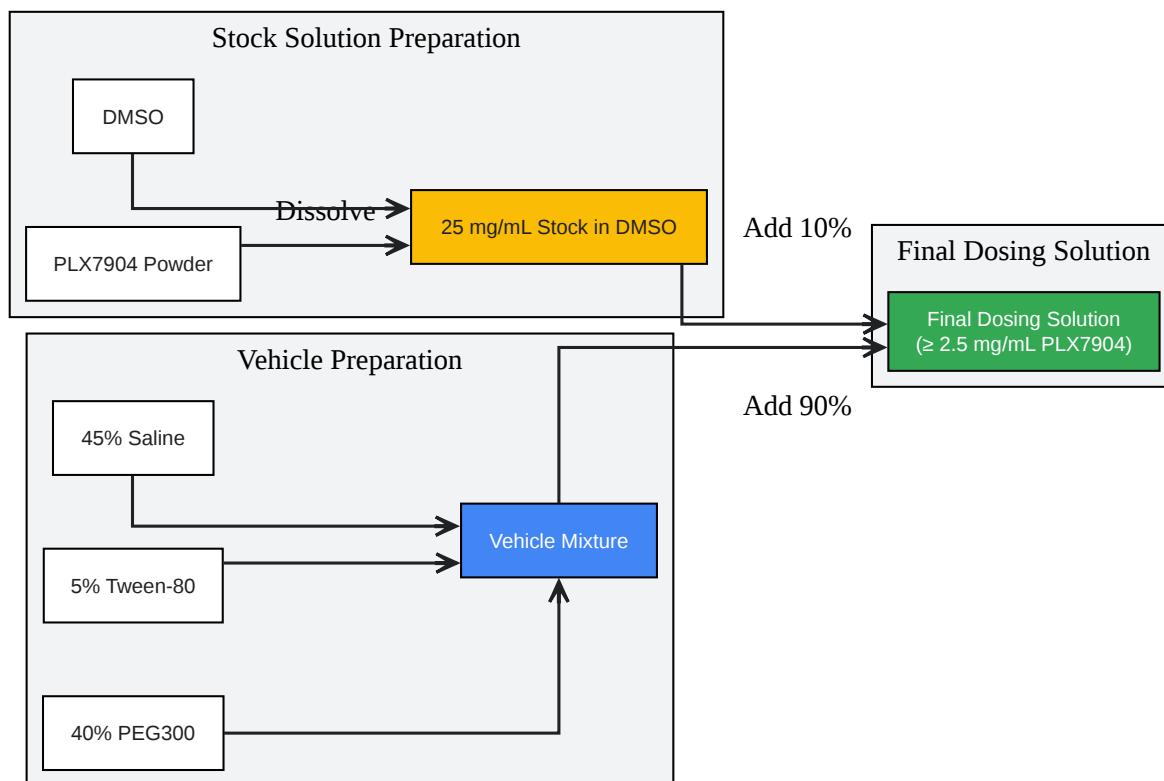 Stock Solution Preparation
DMSO
Dissolve
25 mg/mL Stock in DMSO
PLX7904 Powder
Add 10%
Final Dosing Solution
Final Dosing Solution
(≥ 2.5 mg/mL PLX7904)
Add 90%
Vehicle Preparation
45% Saline
Vehicle Mixture
5% Tween-80
40% PEG300